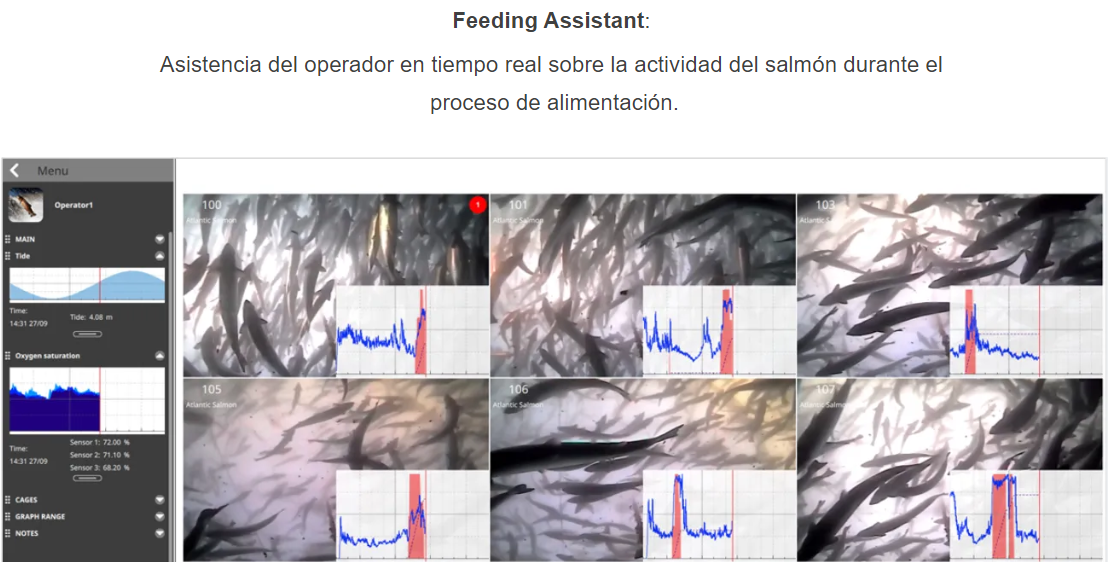 Feeding Assistant:
Asistencia del operador en tiempo real sobre la actividad del salmón durante el
proceso de alimentación.
Menu
Operator1
MAIN
Tide
Time:
14:31 27/09
Tide: 4.08 m
Oxygen saturation
Time:
14:31 27/09
Sensor 1: 72.00 %
Sensor 2: 71.10 %
Sensor 3: 68.20 %
CAGES
GRAPH RANGE
NOTES
100
Atlantic Salmon
1
101
Atlantic Salmon
103
Atlantic Salmon
105
Atlantic Salmon
106
Atlantic Salmon
107
Atlantic Salmon